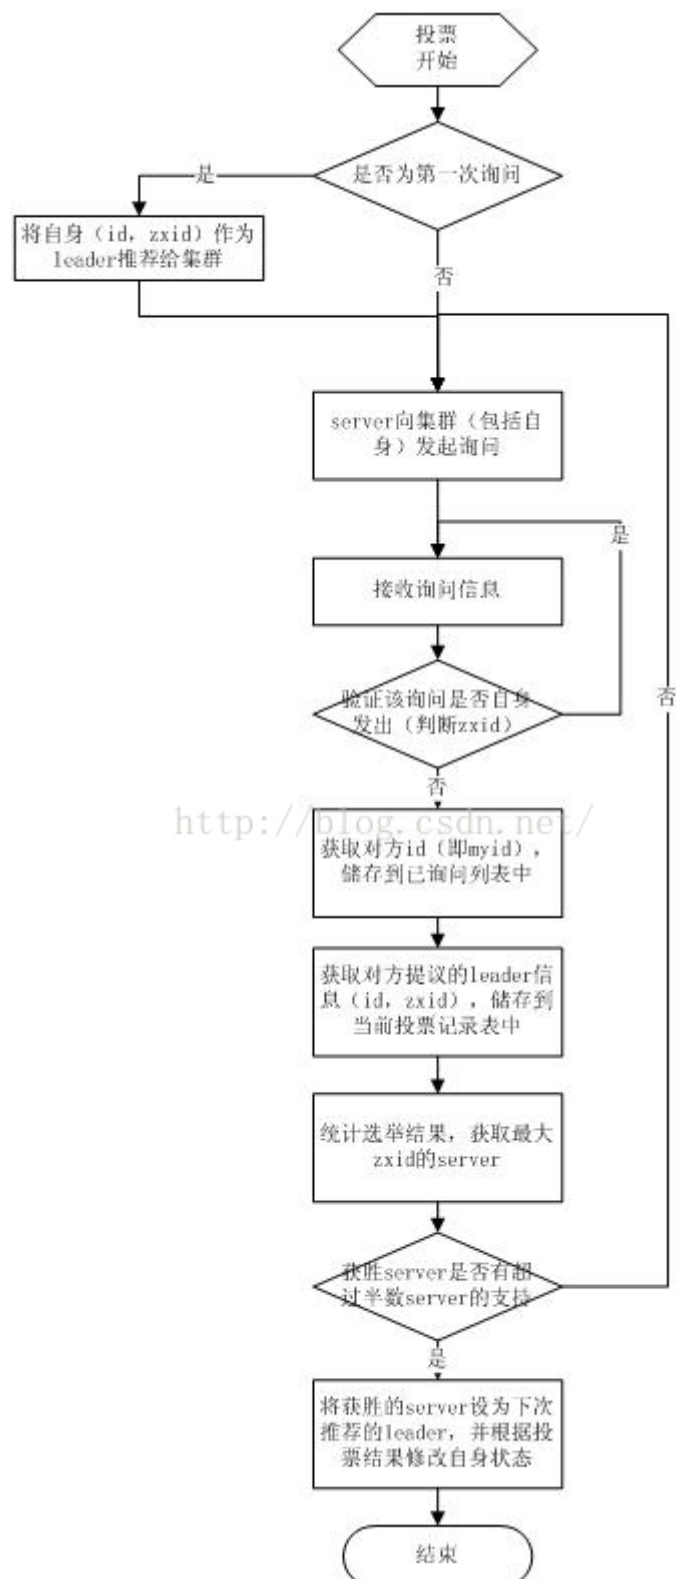 投票
开始
是否为第一次询问
是
将自身（id，zxid）作为
leader推荐给集群
否
server向集群（包括自
身）发起询问
是
接收询问信息
验证该询问是否自身
发出（判断zxid）
否
否
http://blog.csdn.net/
获取对方id（即myid），
储存到已询问列表中
获取对方提议的leader信
息（id，zxid），储存到
当前投票记录表中
统计选举结果，获取最大
zxid的server
获胜server是否有超
过半数server的支持
是
将获胜的server设为下次
推荐的leader，并根据投
票结果修改自身状态
结束